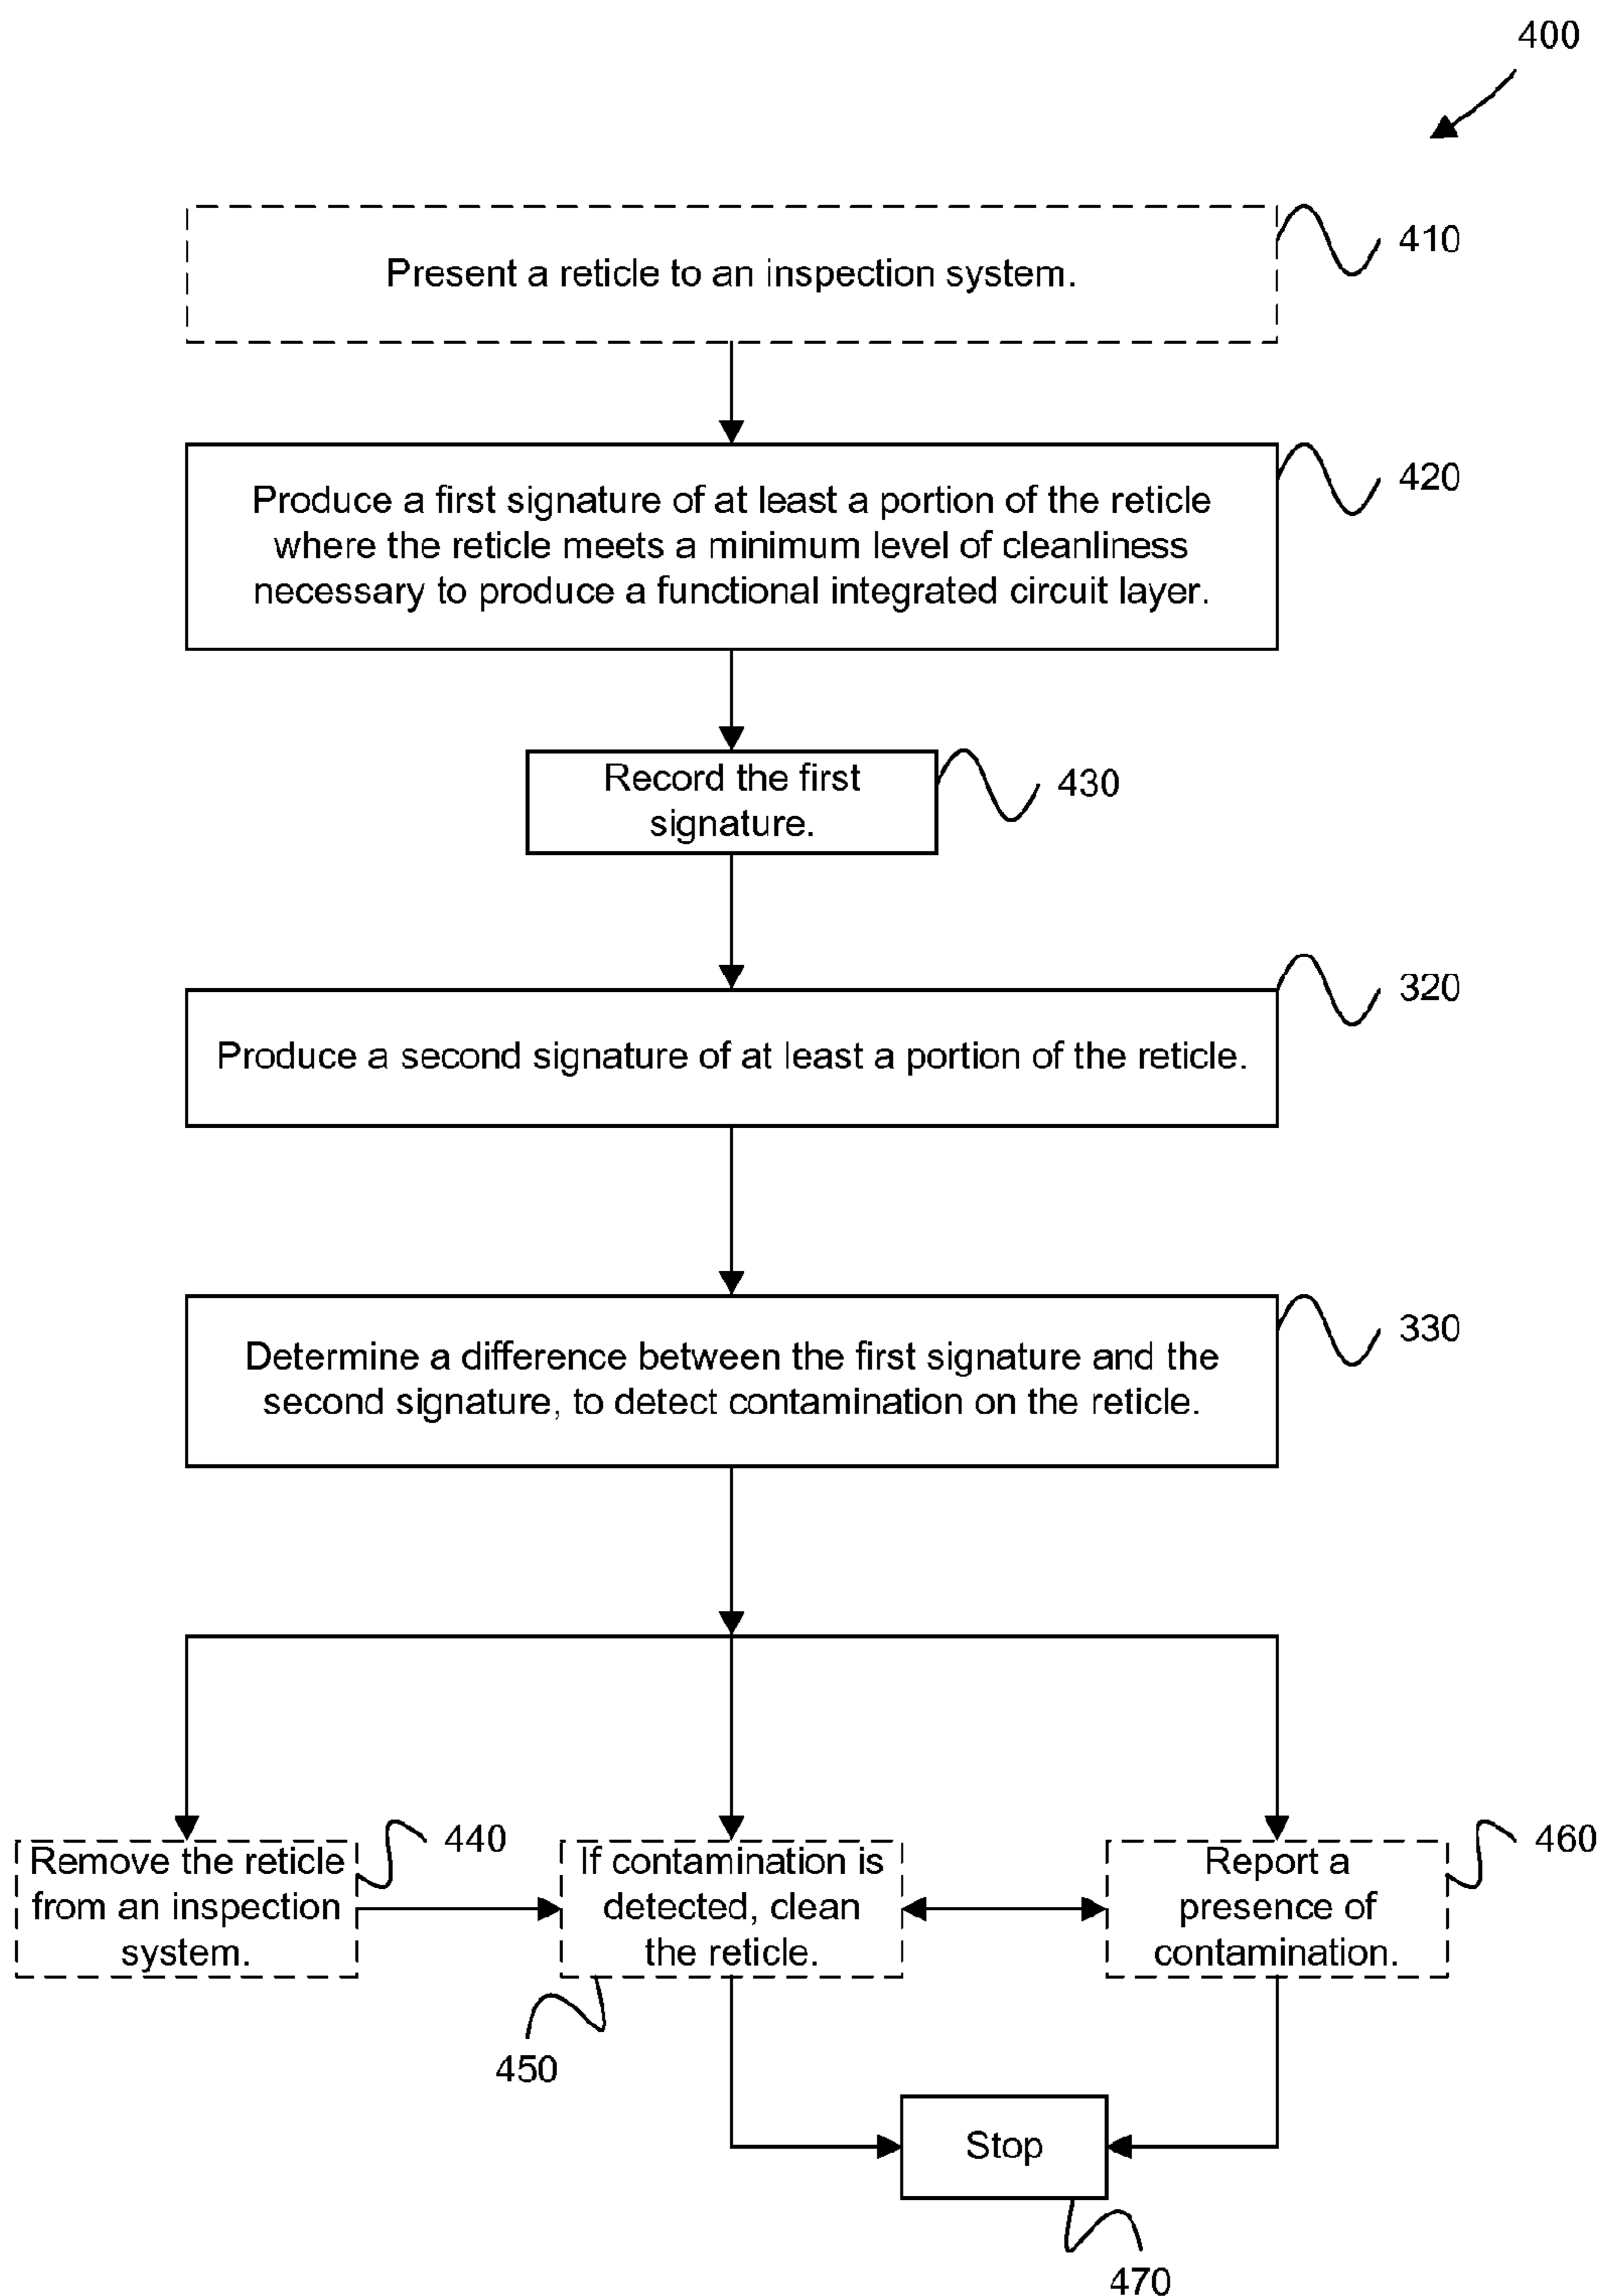 400
Present a reticle to an inspection system.
410
Produce a first signature of at least a portion of the reticle
where the reticle meets a minimum level of cleanliness
necessary to produce a functional integrated circuit layer.
420
Record the first
signature.
430
Produce a second signature of at least a portion of the reticle.
320
Determine a difference between the first signature and the
second signature, to detect contamination on the reticle.
330
Remove the reticle
from an inspection
system.
440
If contamination is
detected, clean
the reticle.
450
Report a
presence of
contamination.
460
Stop
470